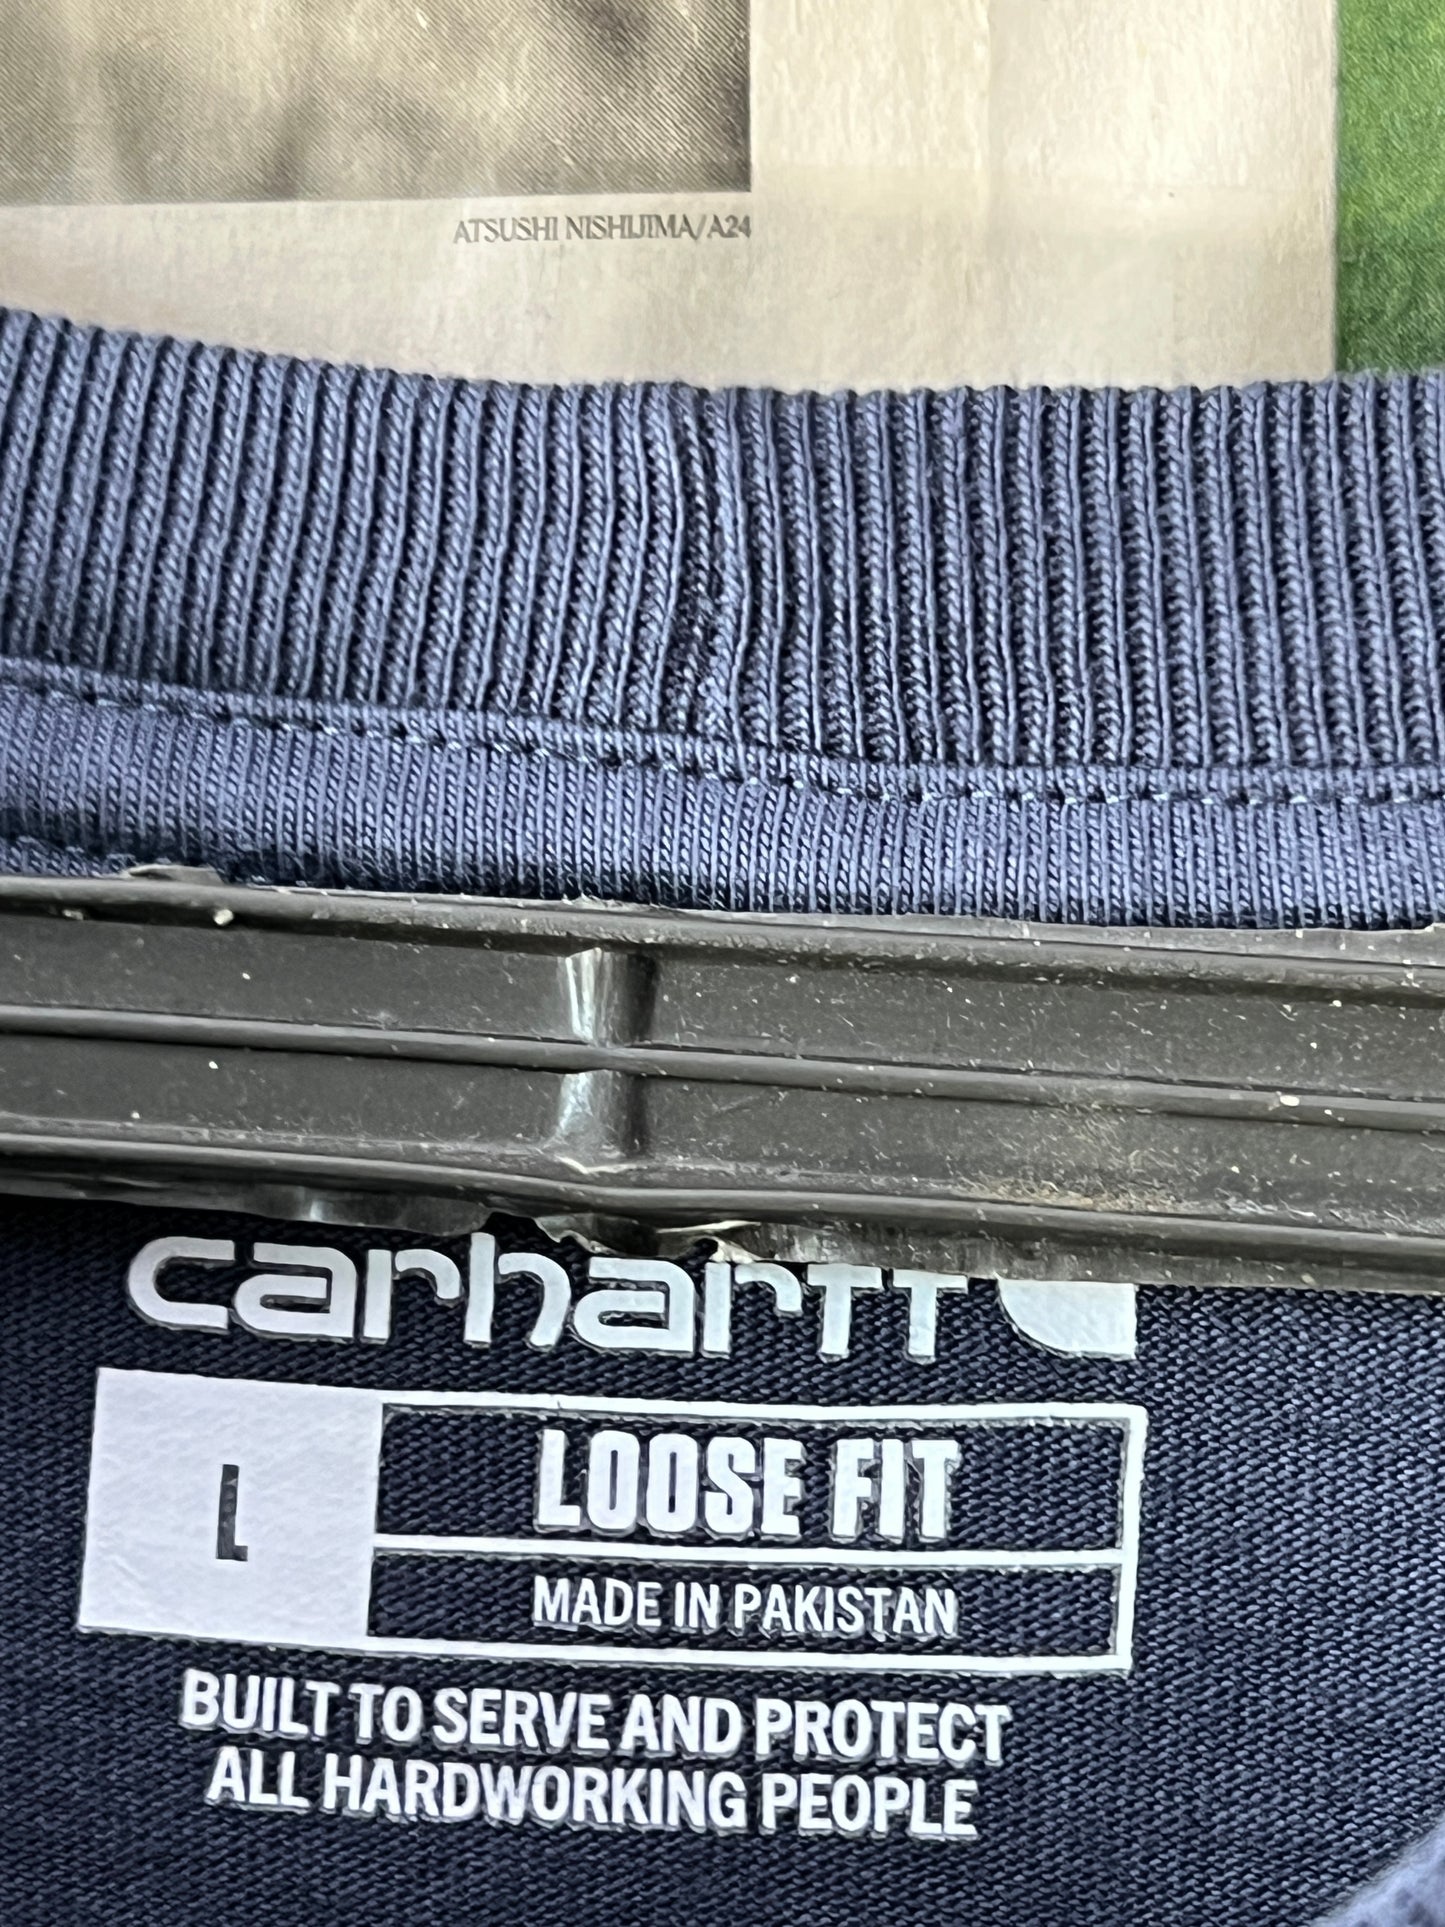 ATSUSHI NISHIJIMA/A24
carhartt
L
LOOSE FIT
MADE IN PAKISTAN
BUILT TO SERVE AND PROTECT
ALL HARDWORKING PEOPLE